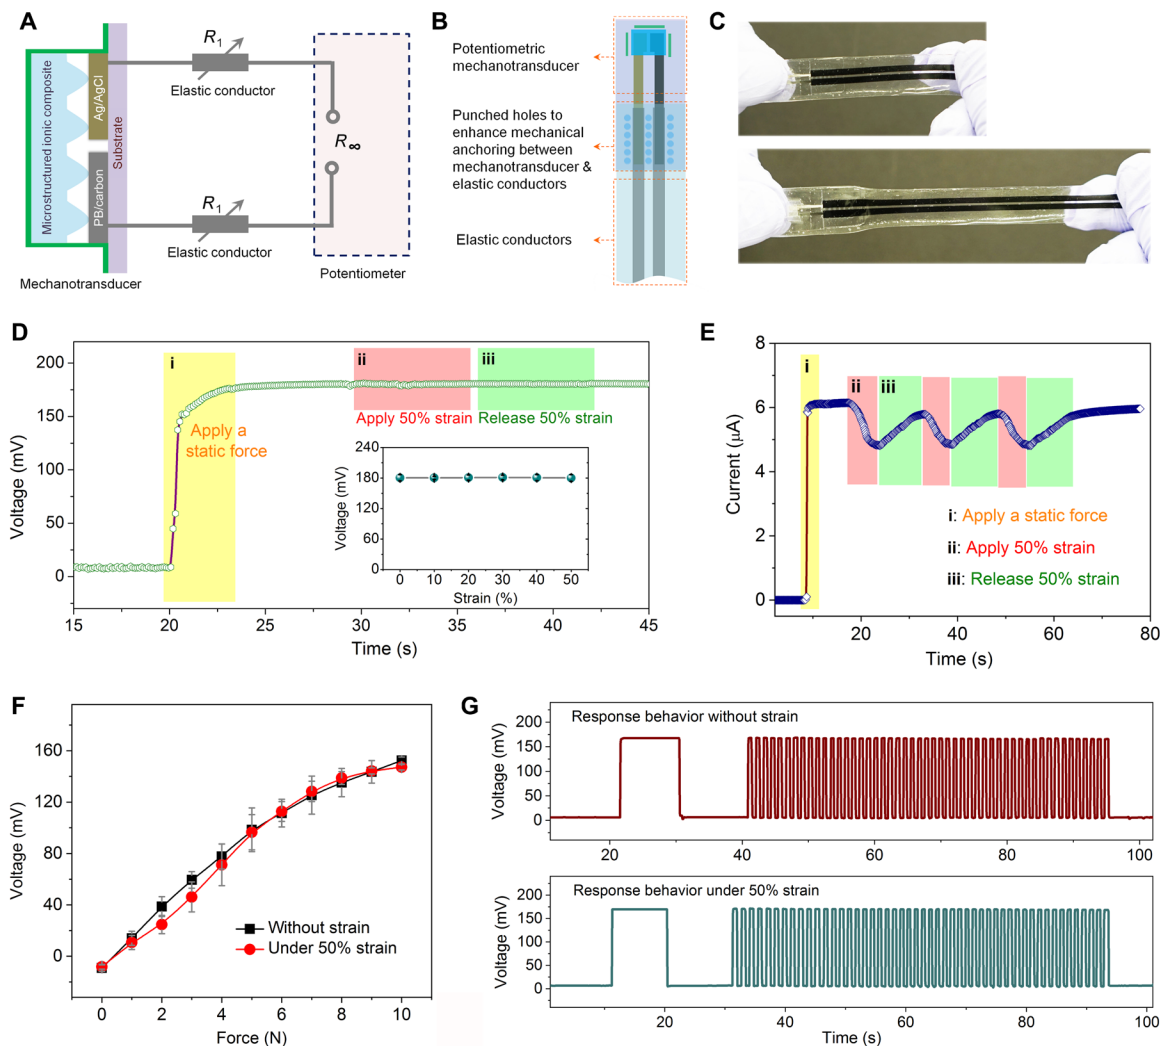 A
Microstructured ionic composite
Ag/AgCl
PB/carbon
Substrate
R1
Elastic conductor
R∞
R1
Elastic conductor
Mechanotransducer
Potentiometer
B
Potentiometric
mechanotransducer
Punched holes to
enhance mechanical
anchoring between
mechanotransducer &
elastic conductors
Elastic conductors
C
D
Voltage (mV)
200
150
100
50
0
i
Apply a
static force
ii
Apply 50% strain
iii
Release 50% strain
Voltage (mV)
240
180
120
60
0
0 10 20 30 40 50
Strain (%)
15 20 25 30 35 40 45
Time (s)
E
Current (μA)
8
6
4
2
0
i
ii
iii
i: Apply a static force
ii: Apply 50% strain
iii: Release 50% strain
20 40 60 80
Time (s)
F
Voltage (mV)
160
120
80
40
0
Without strain
Under 50% strain
0 2 4 6 8 10
Force (N)
G
Response behavior without strain
Voltage (mV)
200
150
100
50
0
20 40 60 80 100
Response behavior under 50% strain
Voltage (mV)
200
150
100
50
0
20 40 60 80 100
Time (s)